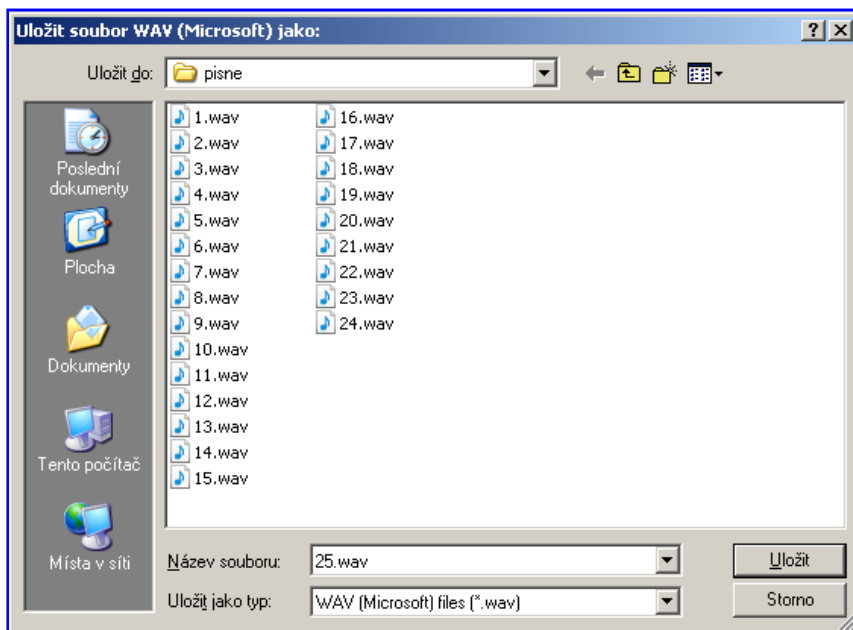 Uložit soubor WAV (Microsoft) jako:
Uložit do:
pisne
Poslední
dokumenty
Plocha
Dokumenty
Tento počítač
Místa v síti
1.wav
2.wav
3.wav
4.wav
5.wav
6.wav
7.wav
8.wav
9.wav
10.wav
11.wav
12.wav
13.wav
14.wav
15.wav
16.wav
17.wav
18.wav
19.wav
20.wav
21.wav
22.wav
23.wav
24.wav
Název souboru:
25.wav
Uložit
Uložit jako typ:
WAV (Microsoft) files (*.wav)
Storno